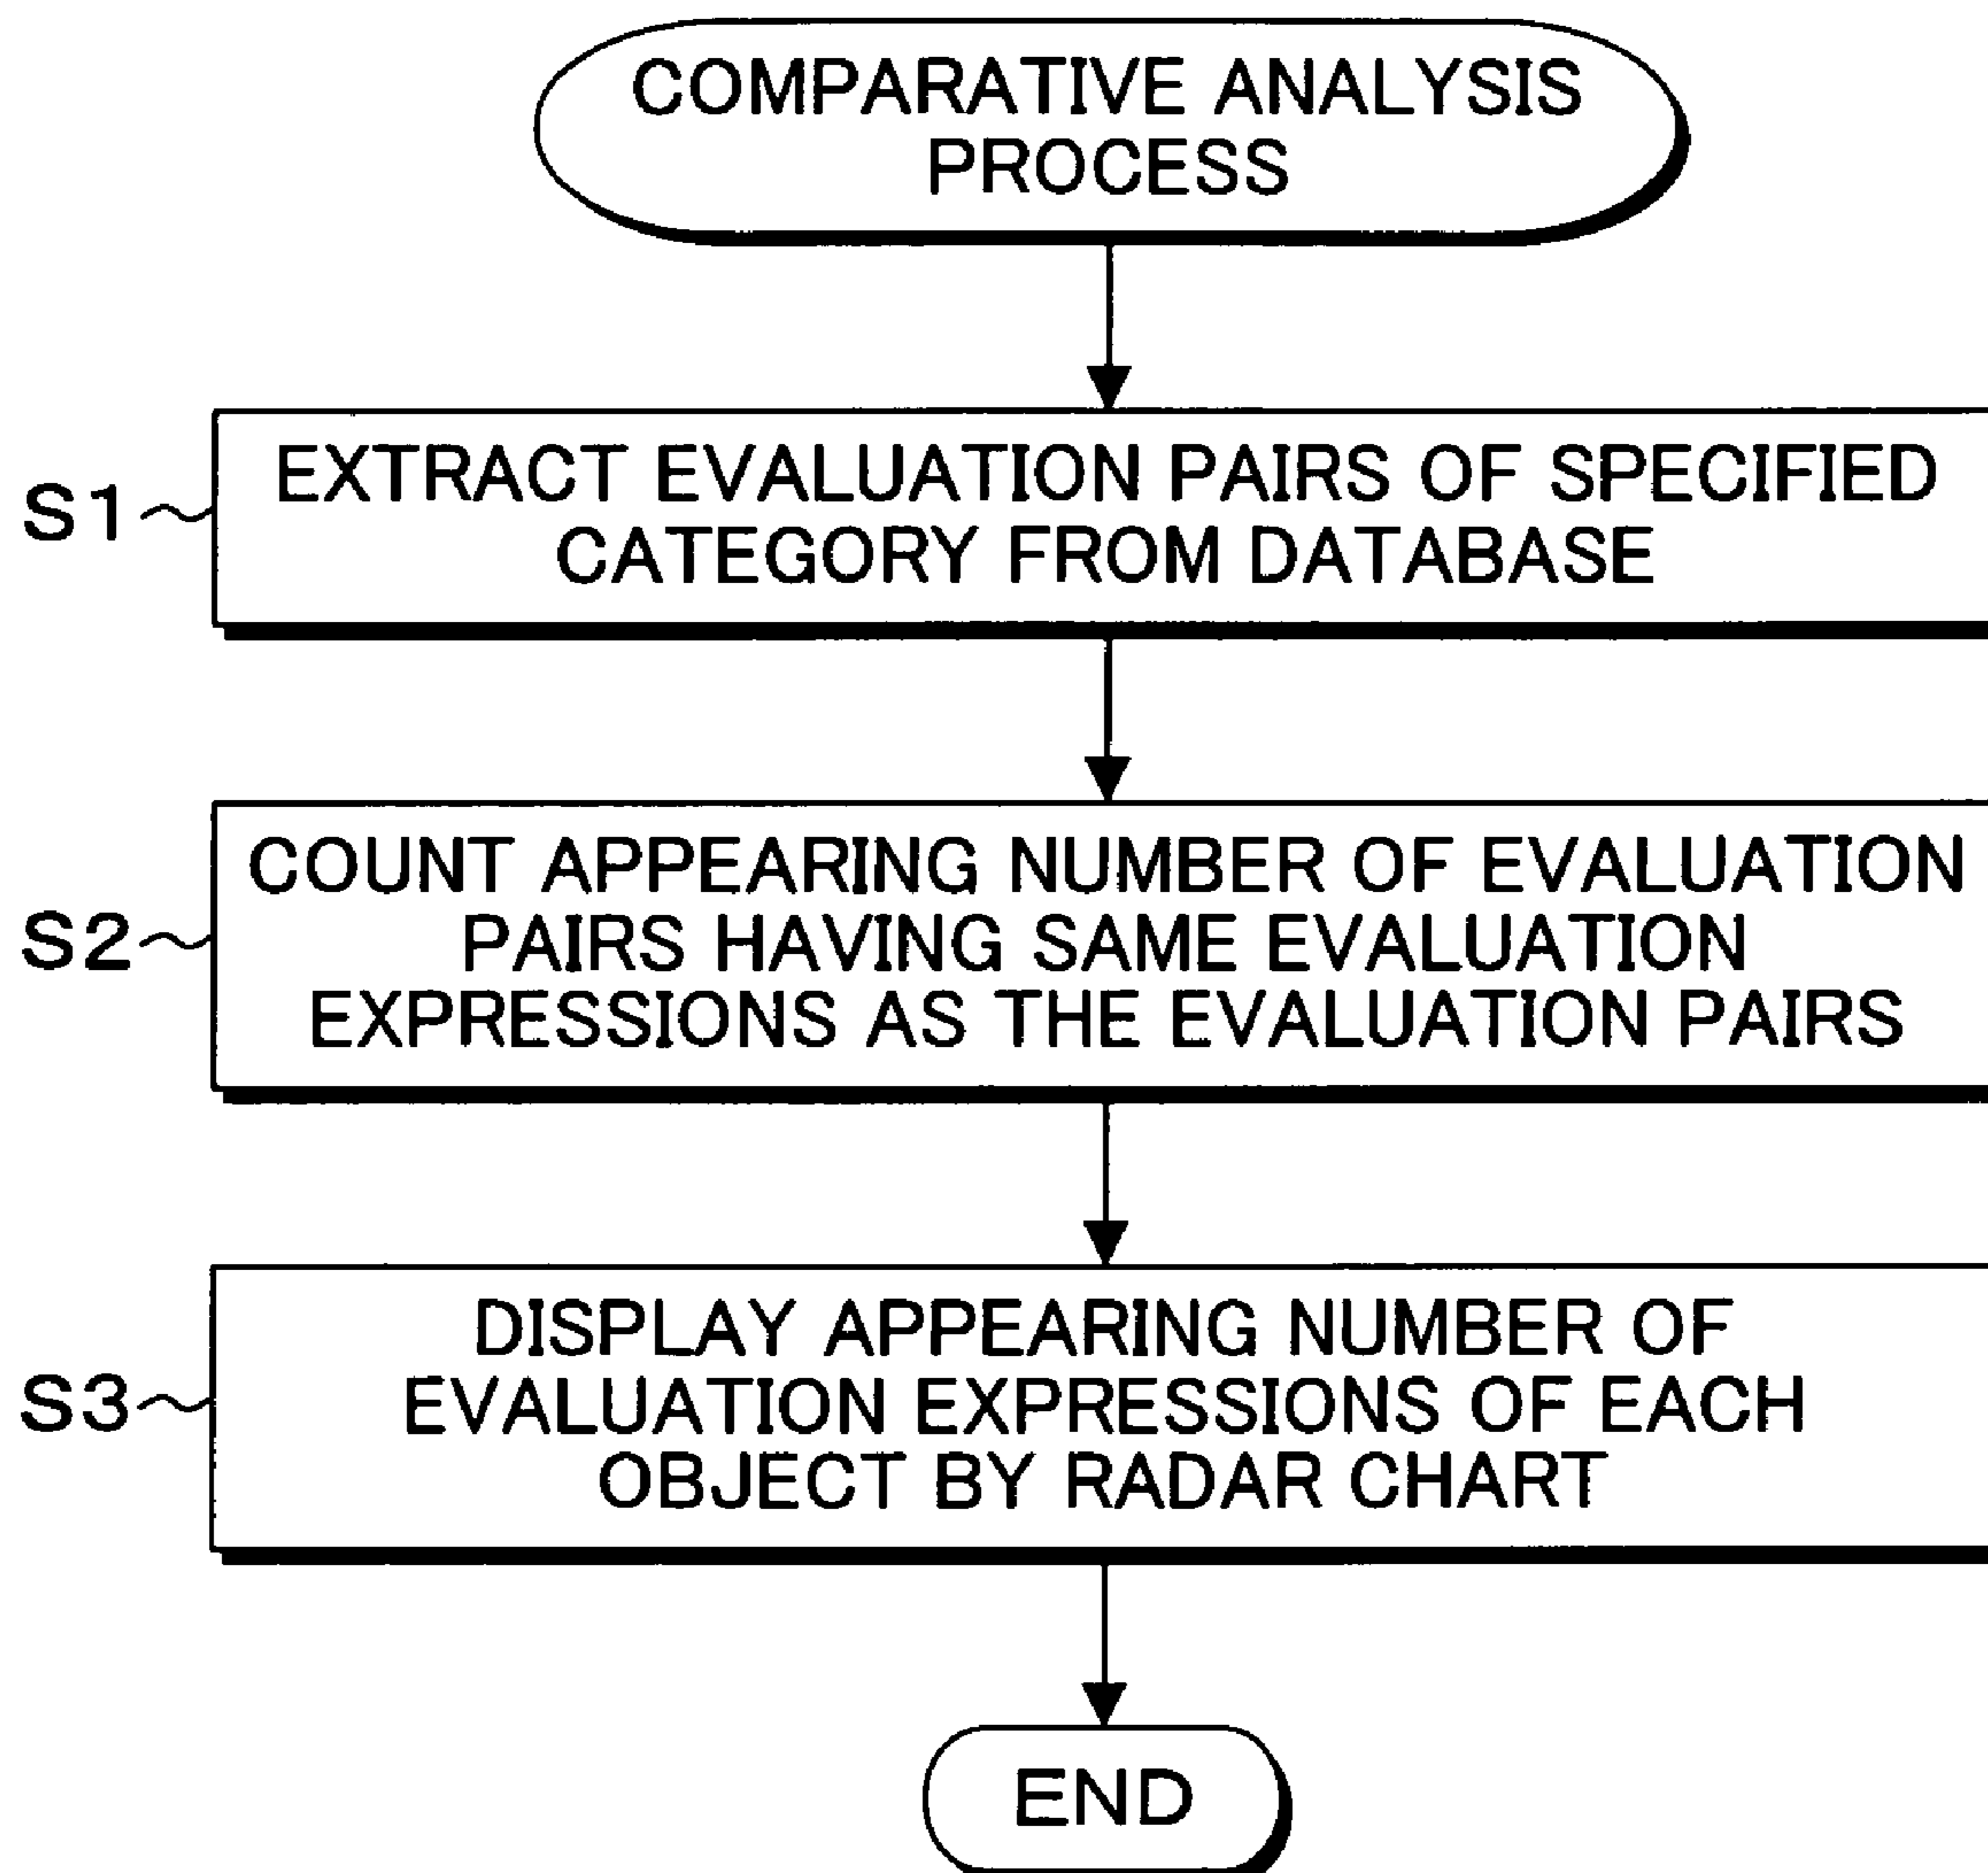 COMPARATIVE ANALYSIS
PROCESS
S1
EXTRACT EVALUATION PAIRS OF SPECIFIED
CATEGORY FROM DATABASE
S2
COUNT APPEARING NUMBER OF EVALUATION
PAIRS HAVING SAME EVALUATION
EXPRESSIONS AS THE EVALUATION PAIRS
S3
DISPLAY APPEARING NUMBER OF
EVALUATION EXPRESSIONS OF EACH
OBJECT BY RADAR CHART
END